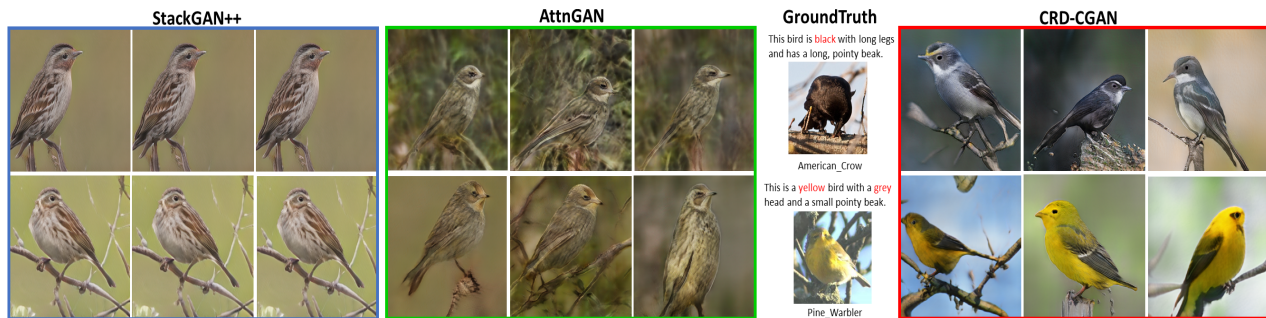 StackGAN++
AttnGAN
GroundTruth
CRD-CGAN
This bird is black with long legs
and has a long, pointy beak.
American_Crow
This is a yellow bird with a grey
head and a small pointy beak.
Pine_Warbler